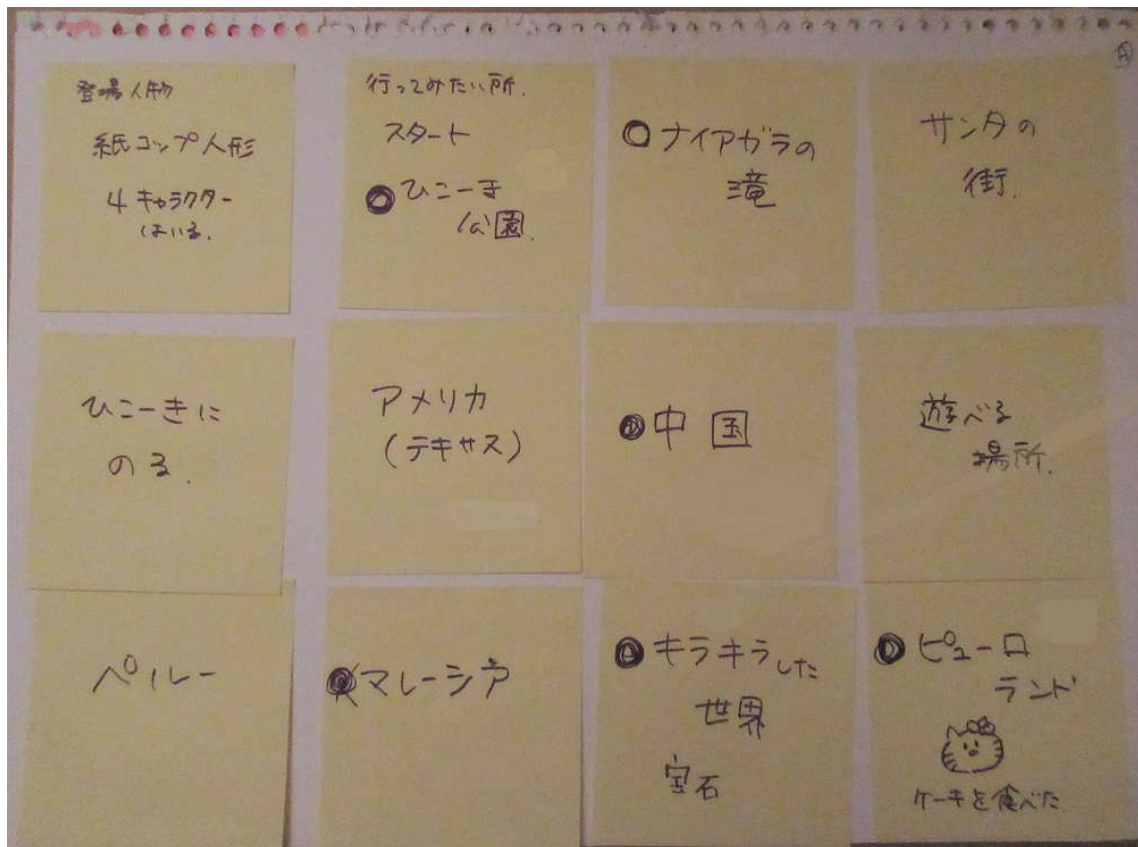 Ⓐ
登場人物
紙コップ人形
4キャラクター
はいる.
行ってみたい所.
スタート
ひこーき
公園.
ナイアガラの
滝
サンタの
街.
ひこーきに
のる.
アメリカ
(テキサス)
中国
遊べる
場所.
ペルー
マレーシア
キラキラした
世界
宝石
ピューロ
ランド
ケーキを食べた.